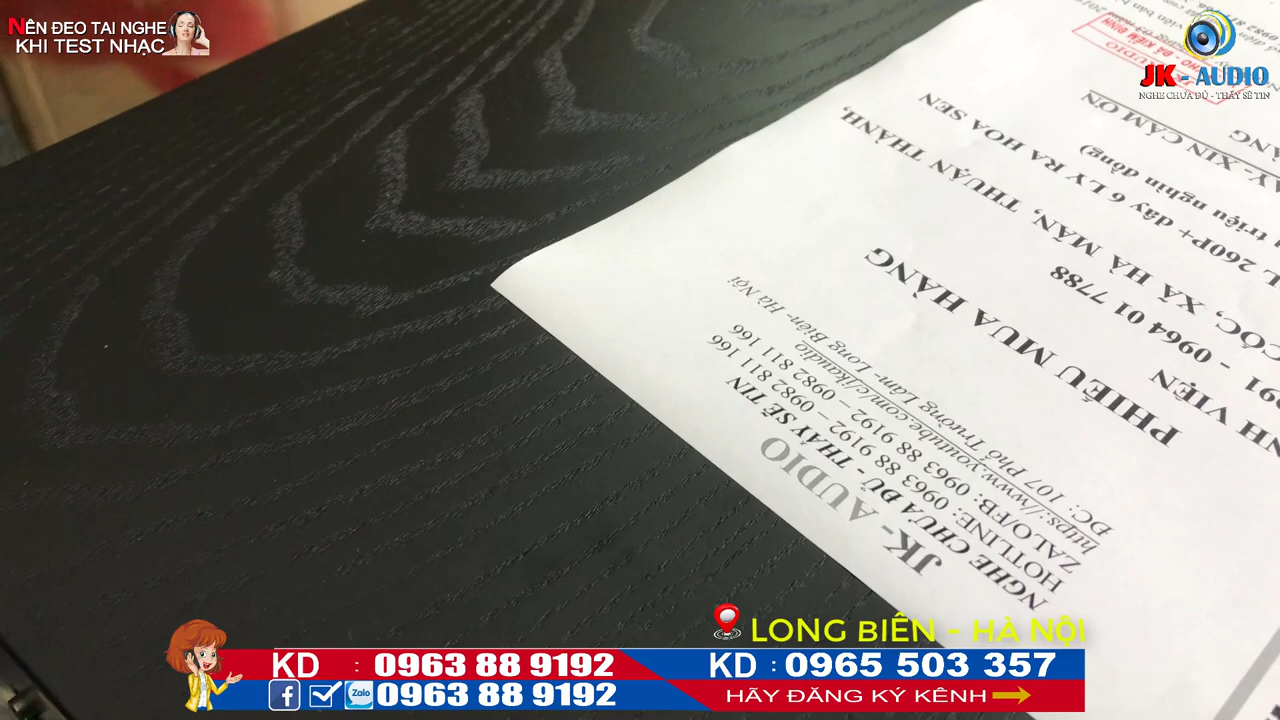 NÊN ĐEO TAI NGHE
KHI TEST NHẠC
JK - AUDIO
NGHE CHƯA ĐỦ - THẤY SẼ TIN
JK- AUDIO
NGHE CHƯA ĐỦ - THẤY SẼ TIN
HOTLINE: 0963 88 9192 – 0982 811 166
ZALO/FB: 0963 88 9192 – 0982 811 166
https://www.youtube.com/c/jkaudio
ĐC: 107 Phố Trường Lâm- Long Biên- Hà Nội
PHIẾU MUA HÀNG
NH VIỆN - 0964 01 7788
CỐC, XÃ HÀ MÃN, THUẬN THÀNH,
L 260P+ dây 6 LY RA HOA SEN
triệu nghìn đồng)
XIN CẢM ƠN
LONG BIÊN - HÀ NỘI
KD : 0963 88 9192
KD : 0965 503 357
Zalo 0963 88 9192
HÃY ĐĂNG KÝ KÊNH